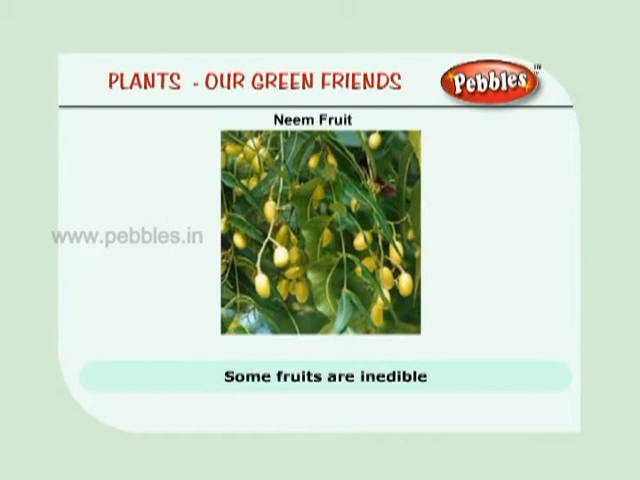 PLANTS - OUR GREEN FRIENDS
Pebbles
Neem Fruit
www.pebbles.in
Some fruits are inedible